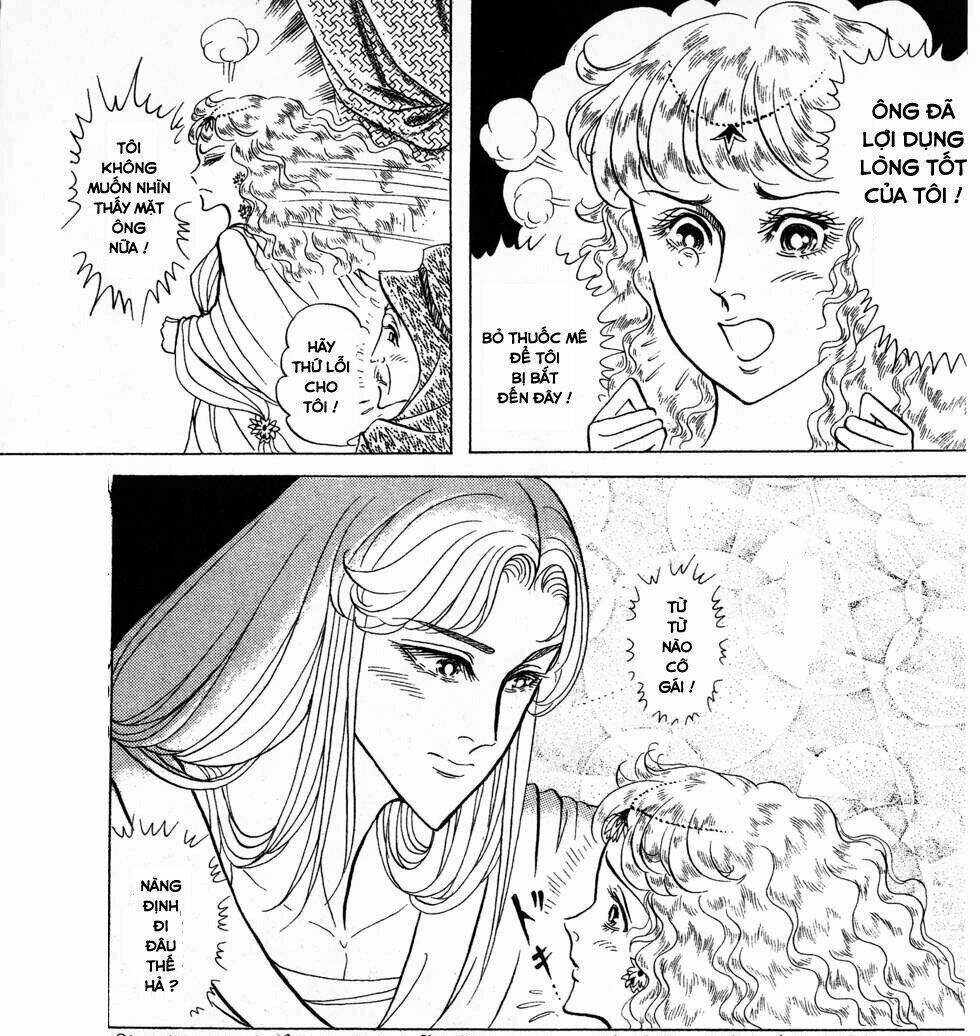 ÔNG ĐÃ
LỢI DỤNG
LÒNG TỐT
CỦA TÔI !
BỎ THUỐC MÊ
ĐỂ TÔI
BỊ BẮT
ĐẾN ĐÂY !
TÔI
KHÔNG
MUỐN NHÌN
THẤY MẶT
ÔNG
NỮA !
HÃY
THỨ LỖI
CHO
TÔI !
TỪ
TỪ
NÀO
CÔ
GÁI !
NÀNG
ĐỊNH
ĐI
ĐÂU
THẾ
HẢ ?
ドキ